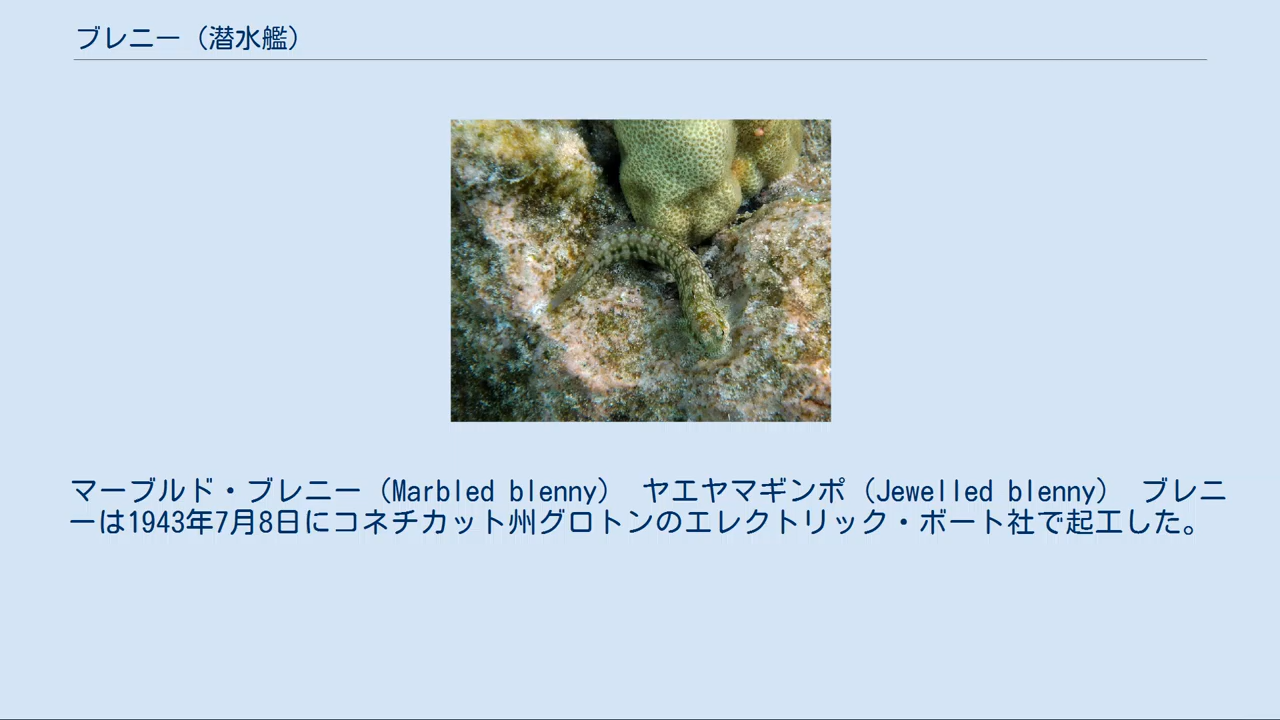 ブレニー（潜水艦）
マーブルド・ブレニー（Marbled blenny） ヤエヤマギンポ（Jewelled blenny） ブレニ
ーは1943年7月8日にコネチカット州グロトンのエレクトリック・ボート社で起工した。